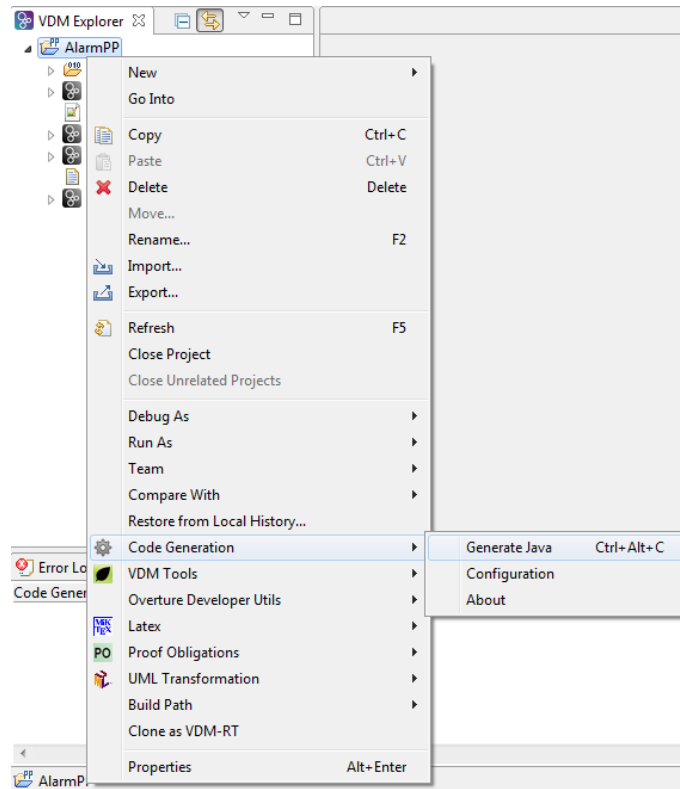 VDM Explorer
AlarmPP
New
Go Into
Copy Ctrl+C
Paste Ctrl+V
Delete Delete
Move...
Rename... F2
Import...
Export...
Refresh F5
Close Project
Close Unrelated Projects
Debug As
Run As
Team
Compare With
Restore from Local History...
Code Generation
Generate Java Ctrl+Alt+C
Error Lo
VDM Tools
Configuration
Code Gener
Overture Developer Utils
About
Latex
PO Proof Obligations
UML Transformation
Build Path
Clone as VDM-RT
Properties Alt+Enter
AlarmP